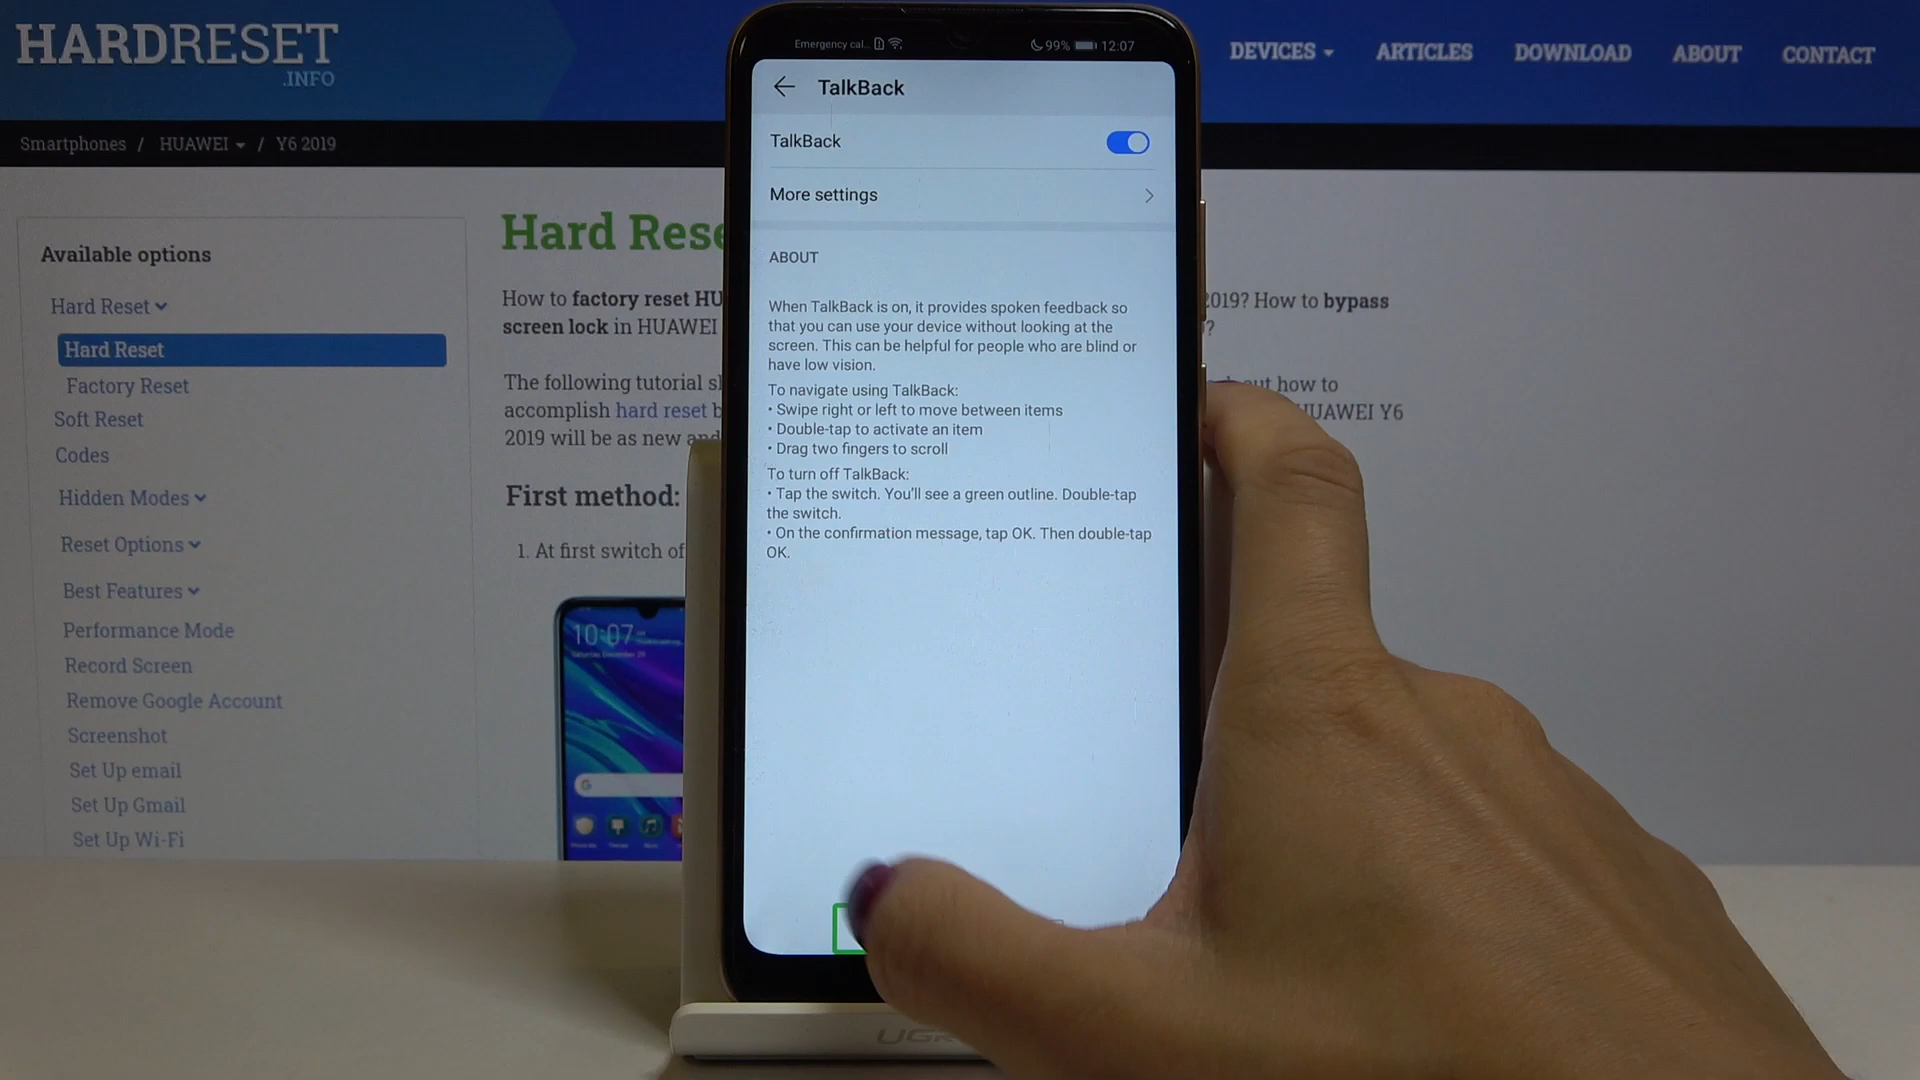 HARDRESET
.INFO
DEVICES
ARTICLES
DOWNLOAD
ABOUT
CONTACT
Smartphones / HUAWEI / Y6 2019
Available options
Hard Reset
Hard Reset
Factory Reset
Soft Reset
Codes
Hidden Modes
Reset Options
Best Features
Performance Mode
Record Screen
Remove Google Account
Screenshot
Set Up email
Set Up Gmail
Set Up Wi-Fi
Hard Rese
How to factory reset HU
2019? How to bypass
screen lock in HUAWEI
?
The following tutorial s
out how to
accomplish hard reset b
HUAWEI Y6
2019 will be as new and
First method:
1. At first switch of
10:07
Emergency cal...
99% 12:07
TalkBack
TalkBack
More settings
ABOUT
When TalkBack is on, it provides spoken feedback so
that you can use your device without looking at the
screen. This can be helpful for people who are blind or
have low vision.
To navigate using TalkBack:
• Swipe right or left to move between items
• Double-tap to activate an item
• Drag two fingers to scroll
To turn off TalkBack:
• Tap the switch. You'll see a green outline. Double-tap
the switch.
• On the confirmation message, tap OK. Then double-tap
OK.